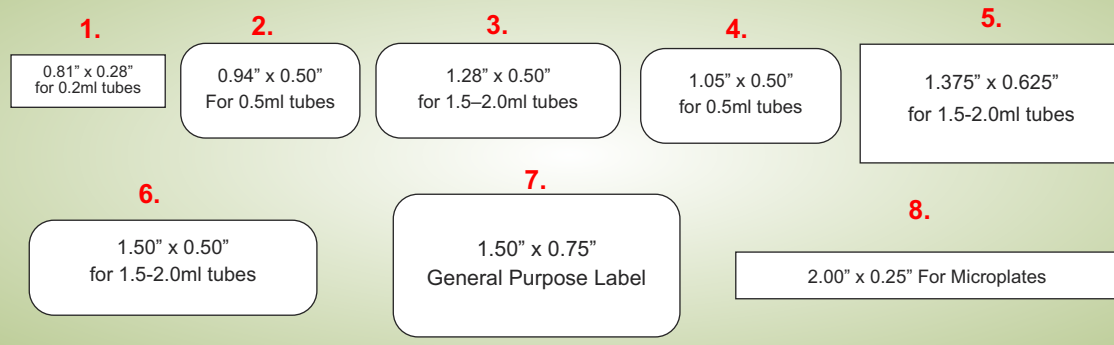 1.
0.81” x 0.28”
for 0.2ml tubes
2.
0.94” x 0.50”
For 0.5ml tubes
3.
1.28” x 0.50”
for 1.5–2.0ml tubes
4.
1.05” x 0.50”
for 0.5ml tubes
5.
1.375” x 0.625”
for 1.5-2.0ml tubes
6.
1.50” x 0.50”
for 1.5-2.0ml tubes
7.
1.50” x 0.75”
General Purpose Label
8.
2.00” x 0.25” For Microplates